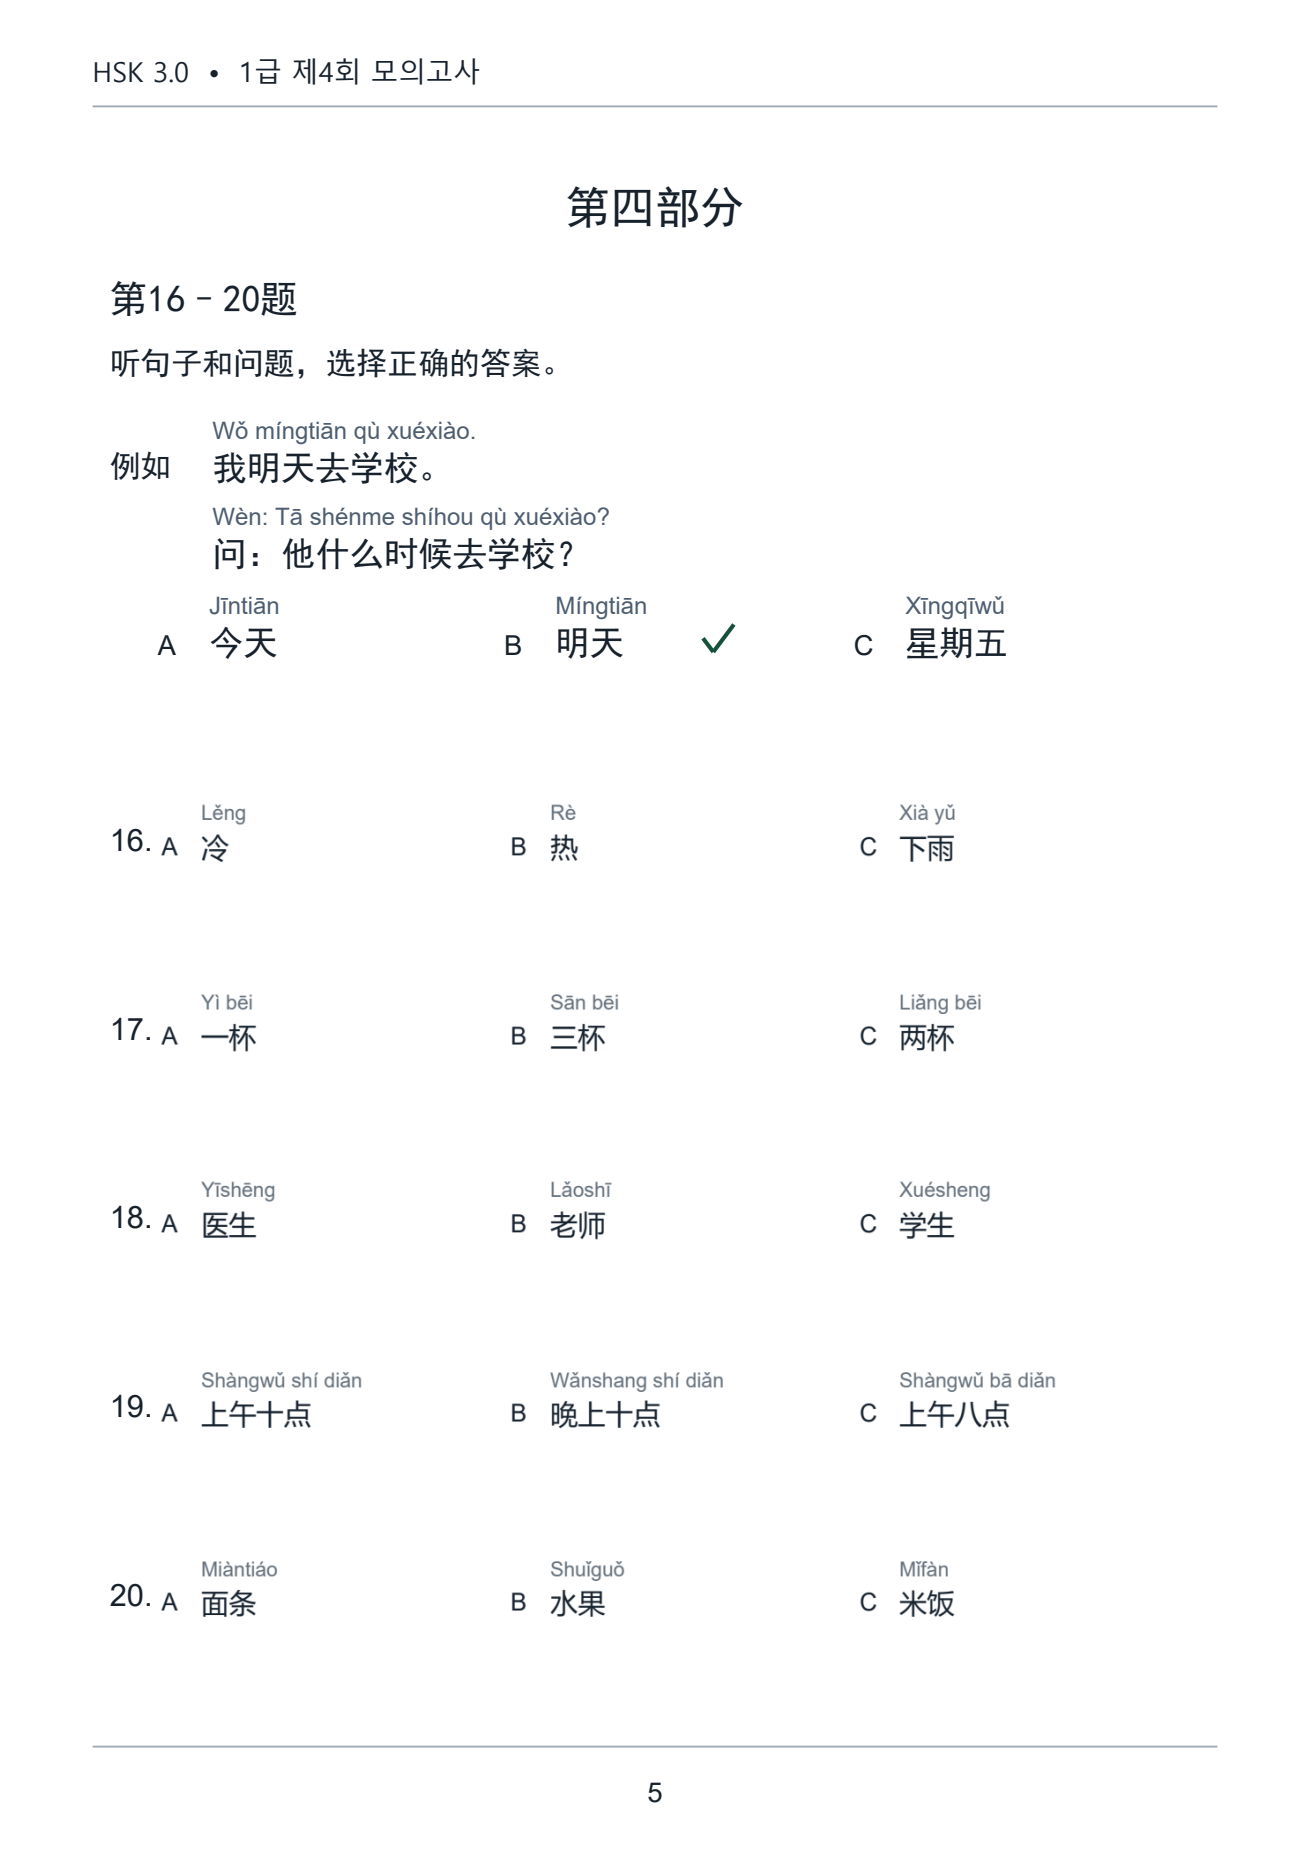 HSK 3.0 • 1급 제4회 모의고사
第四部分
第16–20题
听句子和问题，选择正确的答案。
Wǒ míngtiān qù xuéxiào.
例如 我明天去学校。
Wèn: Tā shénme shíhou qù xuéxiào?
问：他什么时候去学校？
Jīntiān Míngtiān Xīngqīwǔ
A 今天 B 明天 ✓ C 星期五
Lěng Rè Xià yǔ
16. A 冷 B 热 C 下雨
Yì bēi Sān bēi Liǎng bēi
17. A 一杯 B 三杯 C 两杯
Yīshēng Lǎoshī Xuésheng
18. A 医生 B 老师 C 学生
Shàngwǔ shí diǎn Wǎnshang shí diǎn Shàngwǔ bā diǎn
19. A 上午十点 B 晚上十点 C 上午八点
Miàntiáo Shuǐguǒ Mǐfàn
20. A 面条 B 水果 C 米饭
5